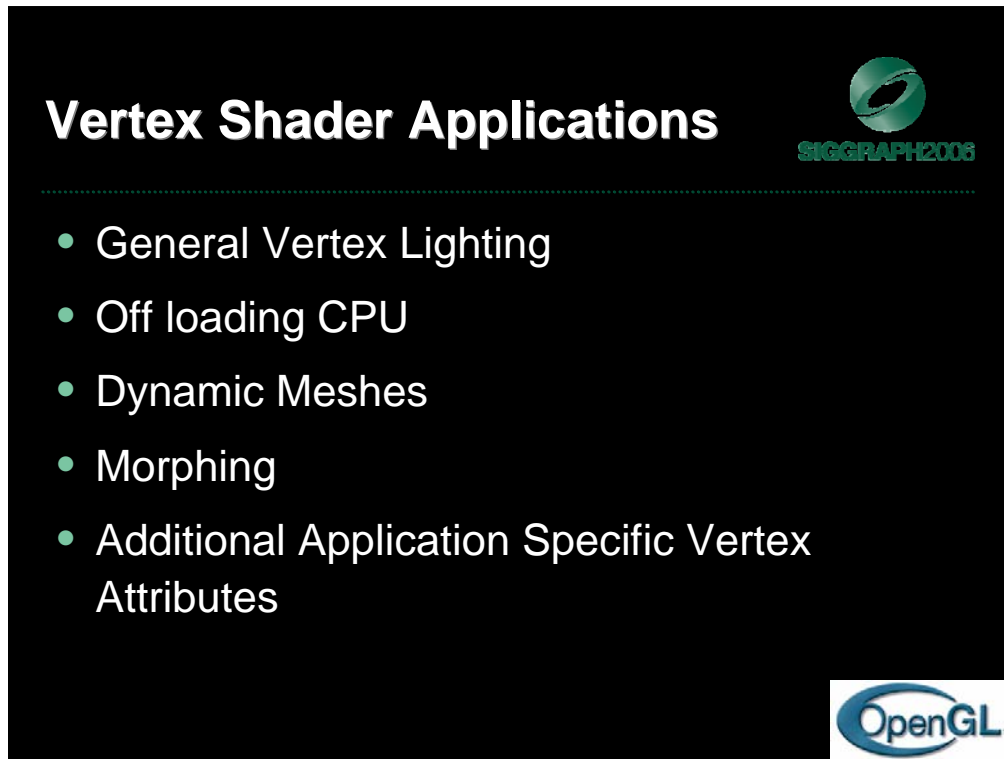 Vertex Shader Applications
SIGGRAPH2006
• General Vertex Lighting
• Off loading CPU
• Dynamic Meshes
• Morphing
• Additional Application Specific Vertex
Attributes
OpenGL